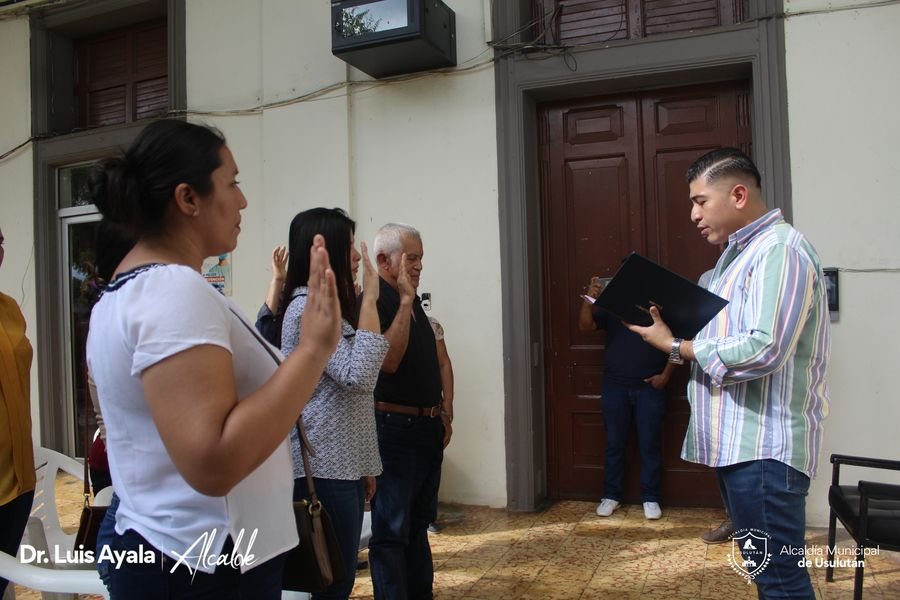 Dr. Luis Ayala | Alcalde
Alcaldía Municipal
de Usulután